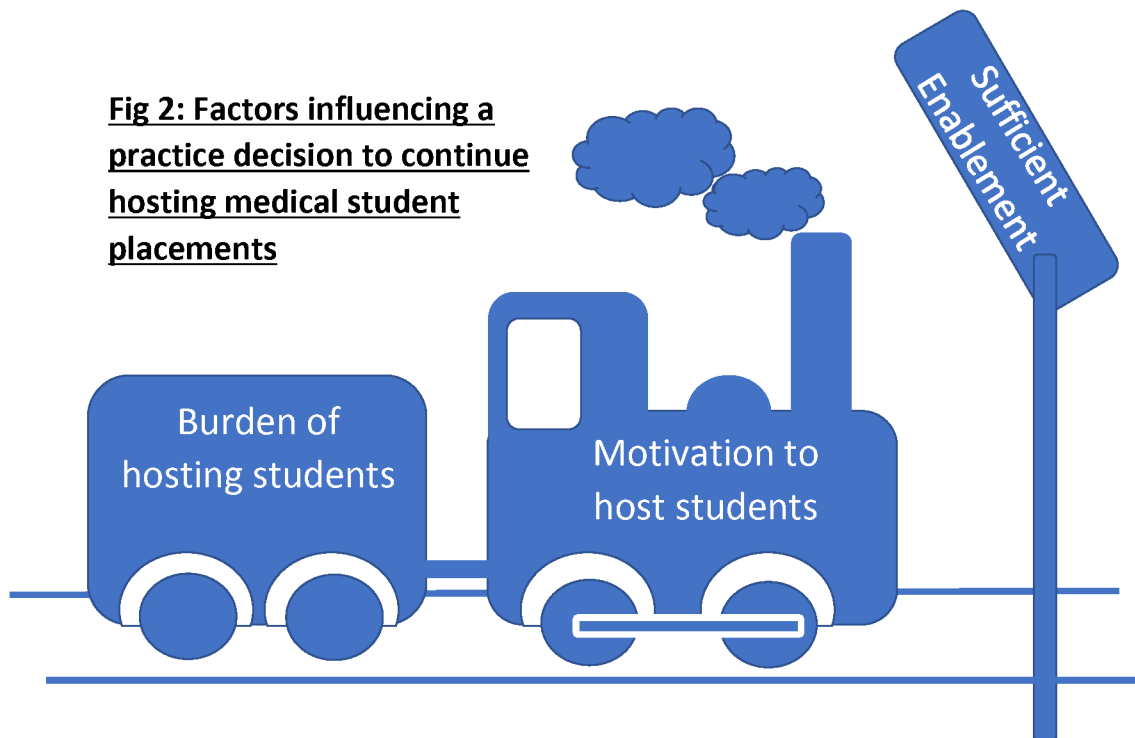 Fig 2: Factors influencing a
practice decision to continue
hosting medical student
placements
Sufficient
Enablement
Burden of
hosting students
Motivation to
host students